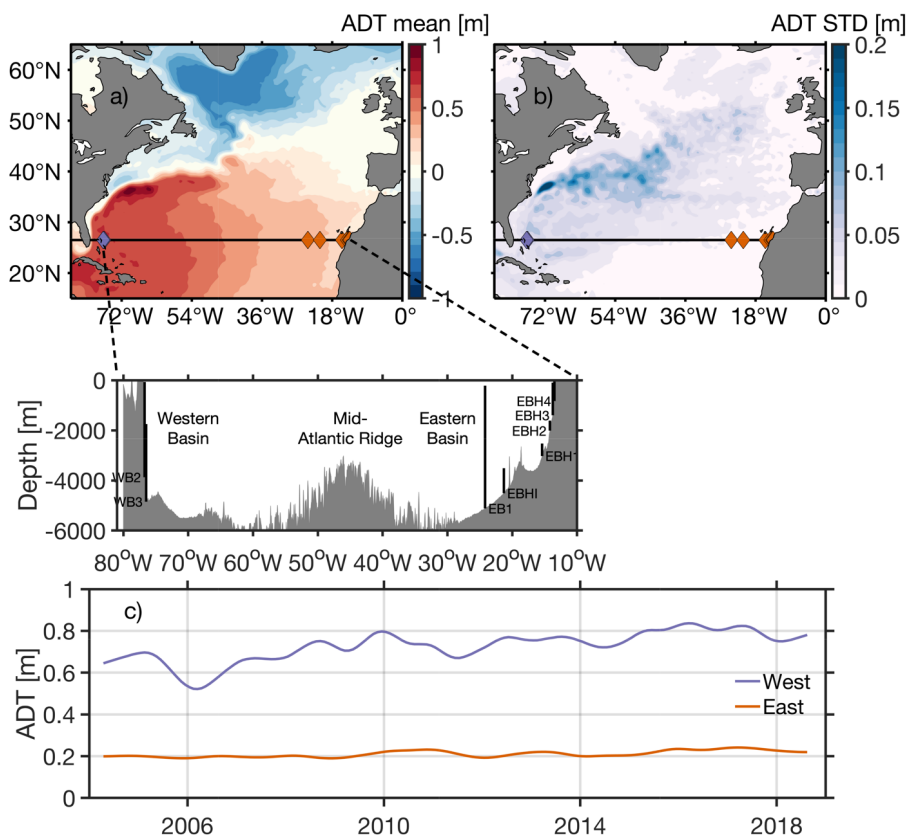 ADT mean [m]
ADT STD [m]
60°N
50°N
40°N
30°N
20°N
a)
1
0.5
0
-0.5
-1
b)
0.2
0.15
0.1
0.05
0
72°W 54°W 36°W 18°W 0°
72°W 54°W 36°W 18°W 0°
Depth [m]
0
-2000
-4000
-6000
Western
Basin
Mid-
Atlantic Ridge
Eastern
Basin
EBH4
EBH3
EBH2
EBH1
WB2
EBHI
WB3
EB1
80°W 70°W 60°W 50°W 40°W 30°W 20°W 10°W
ADT [m]
1
0.8
0.6
0.4
0.2
0
c)
West
East
2006 2010 2014 2018